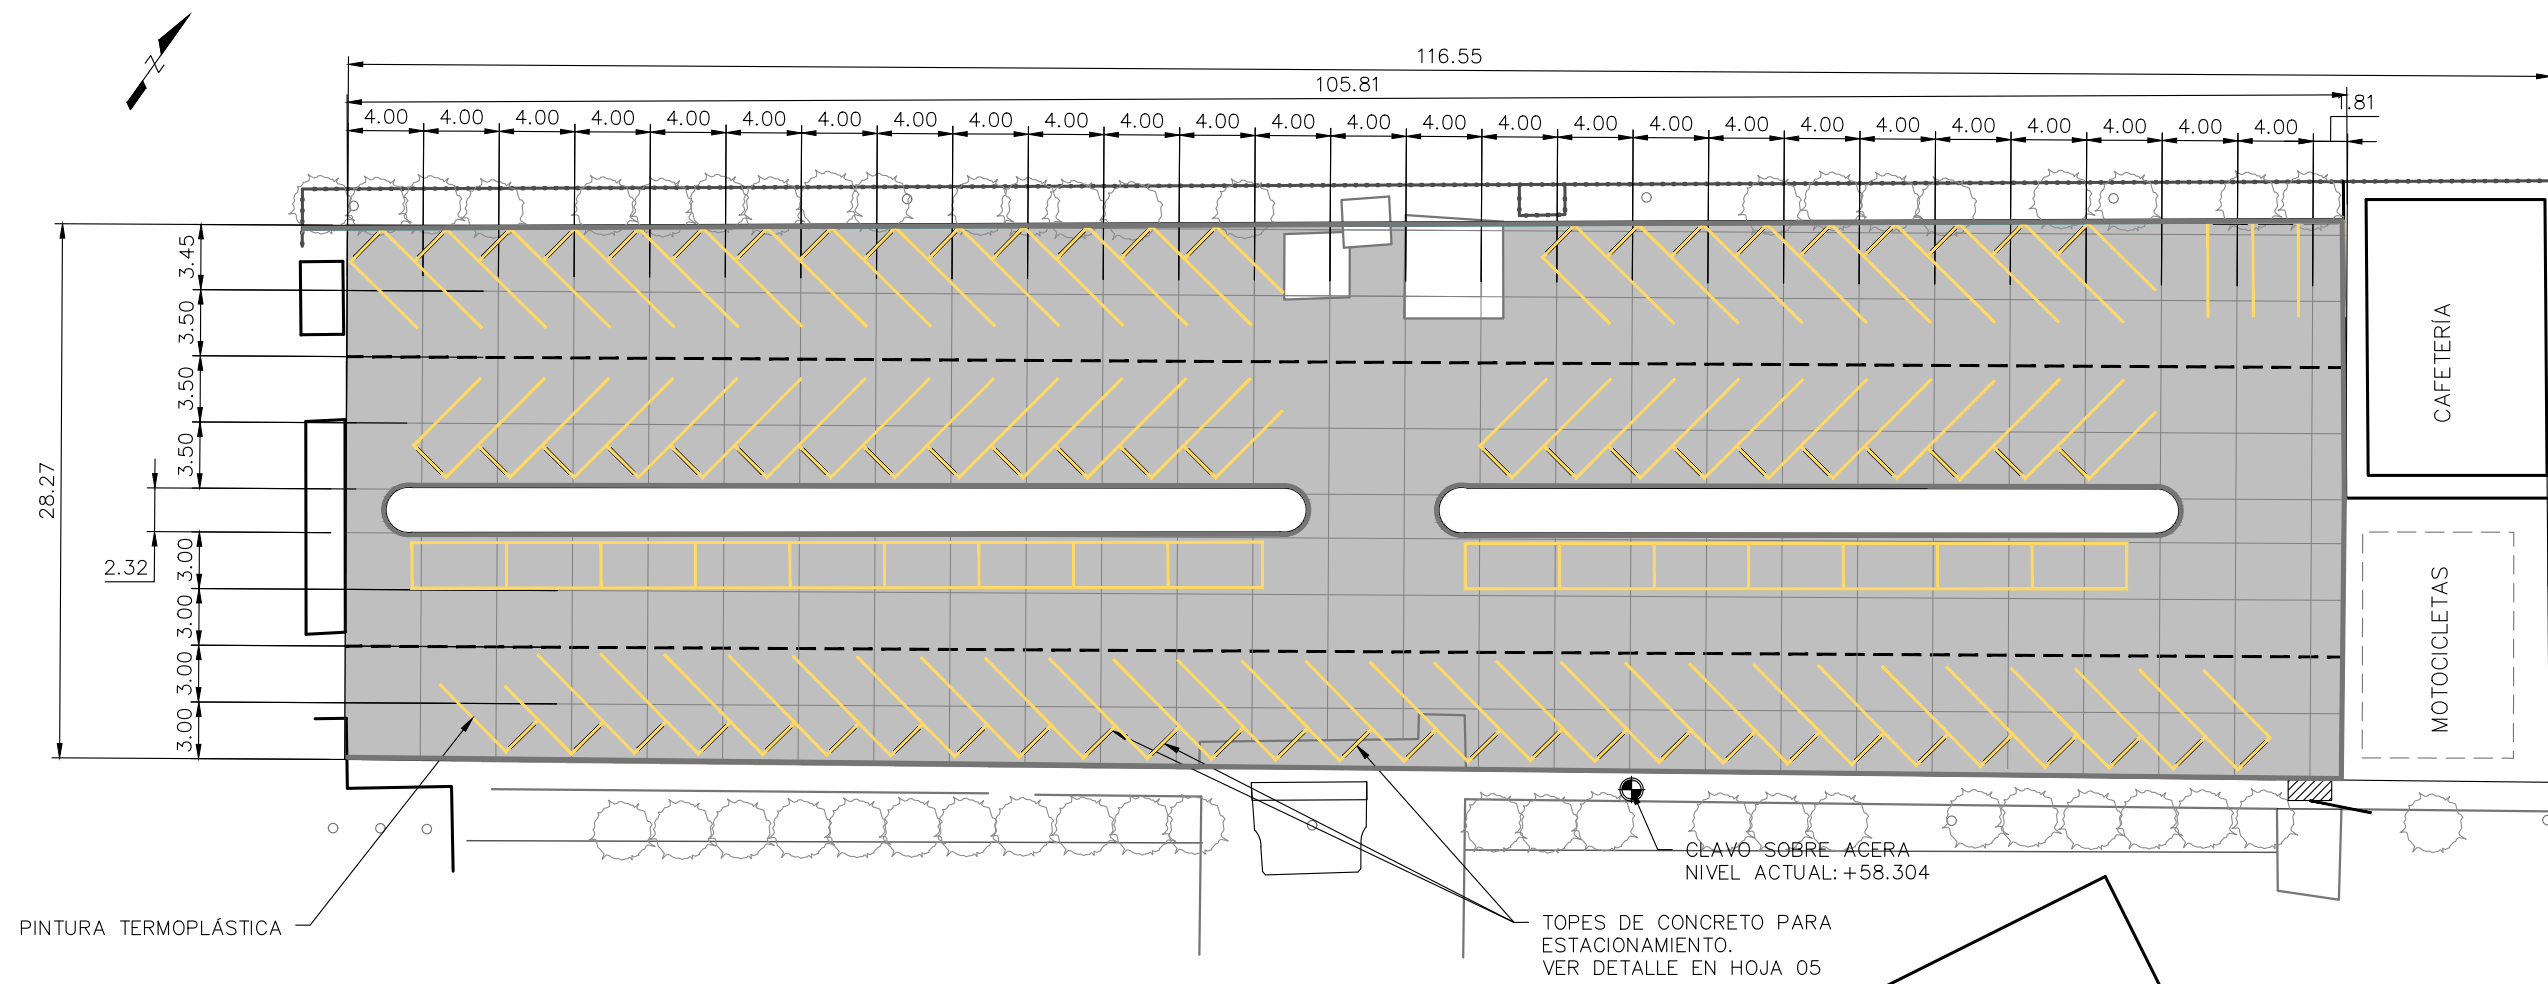 N
116.55
105.81
1.81
4.00 4.00 4.00 4.00 4.00 4.00 4.00 4.00 4.00 4.00 4.00 4.00 4.00 4.00 4.00 4.00 4.00 4.00 4.00 4.00 4.00 4.00 4.00 4.00 4.00 4.00
3.45
3.50
3.50
3.50
28.27
2.32
3.00
3.00
3.00
3.00
CAFETERÍA
MOTOCICLETAS
CLAVO SOBRE ACERA
NIVEL ACTUAL: +58.304
PINTURA TERMOPLÁSTICA
TOPES DE CONCRETO PARA
ESTACIONAMIENTO.
VER DETALLE EN HOJA 05